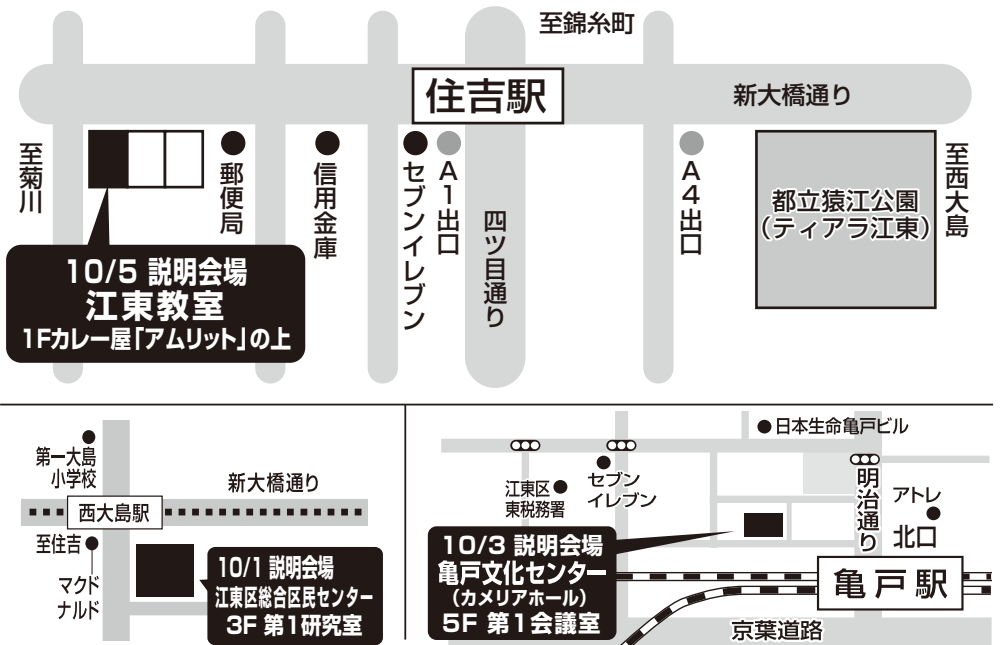 至錦糸町
住吉駅
新大橋通り
至菊川
郵便局
信用金庫
セブンイレブン
A1出口
四ツ目通り
A4出口
都立猿江公園
(ティアラ江東)
至西大島
10/5 説明会場
江東教室
1Fカレー屋「アムリット」の上
第一大島
小学校
新大橋通り
西大島駅
至住吉
マクド
ナルド
10/1 説明会場
江東区総合区民センター
3F 第1研究室
日本生命亀戸ビル
江東区
東税務署
セブン
イレブン
明治通り
アトレ
北口
10/3 説明会場
亀戸文化センター
(カメリアホール)
5F 第1会議室
亀戸駅
京葉道路